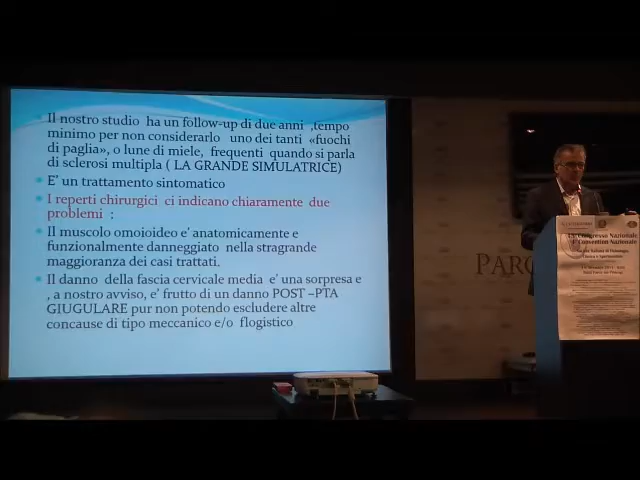 Il nostro studio ha un follow-up di due anni ,tempo
minimo per non considerarlo uno dei tanti «fuochi
di paglia», o lune di miele, frequenti quando si parla
di sclerosi multipla ( LA GRANDE SIMULATRICE)
E' un trattamento sintomatico
I reperti chirurgici ci indicano chiaramente due
problemi :
Il muscolo omoioideo e' anatomicamente e
funzionalmente danneggiato nella stragrande
maggioranza dei casi trattati.
Il danno della fascia cervicale media e' una sorpresa e
, a nostro avviso, e' frutto di un danno POST –PTA
GIUGULARE pur non potendo escludere altre
concause di tipo meccanico e/o flogistico
Congresso Nazionale
Convention Nazionale